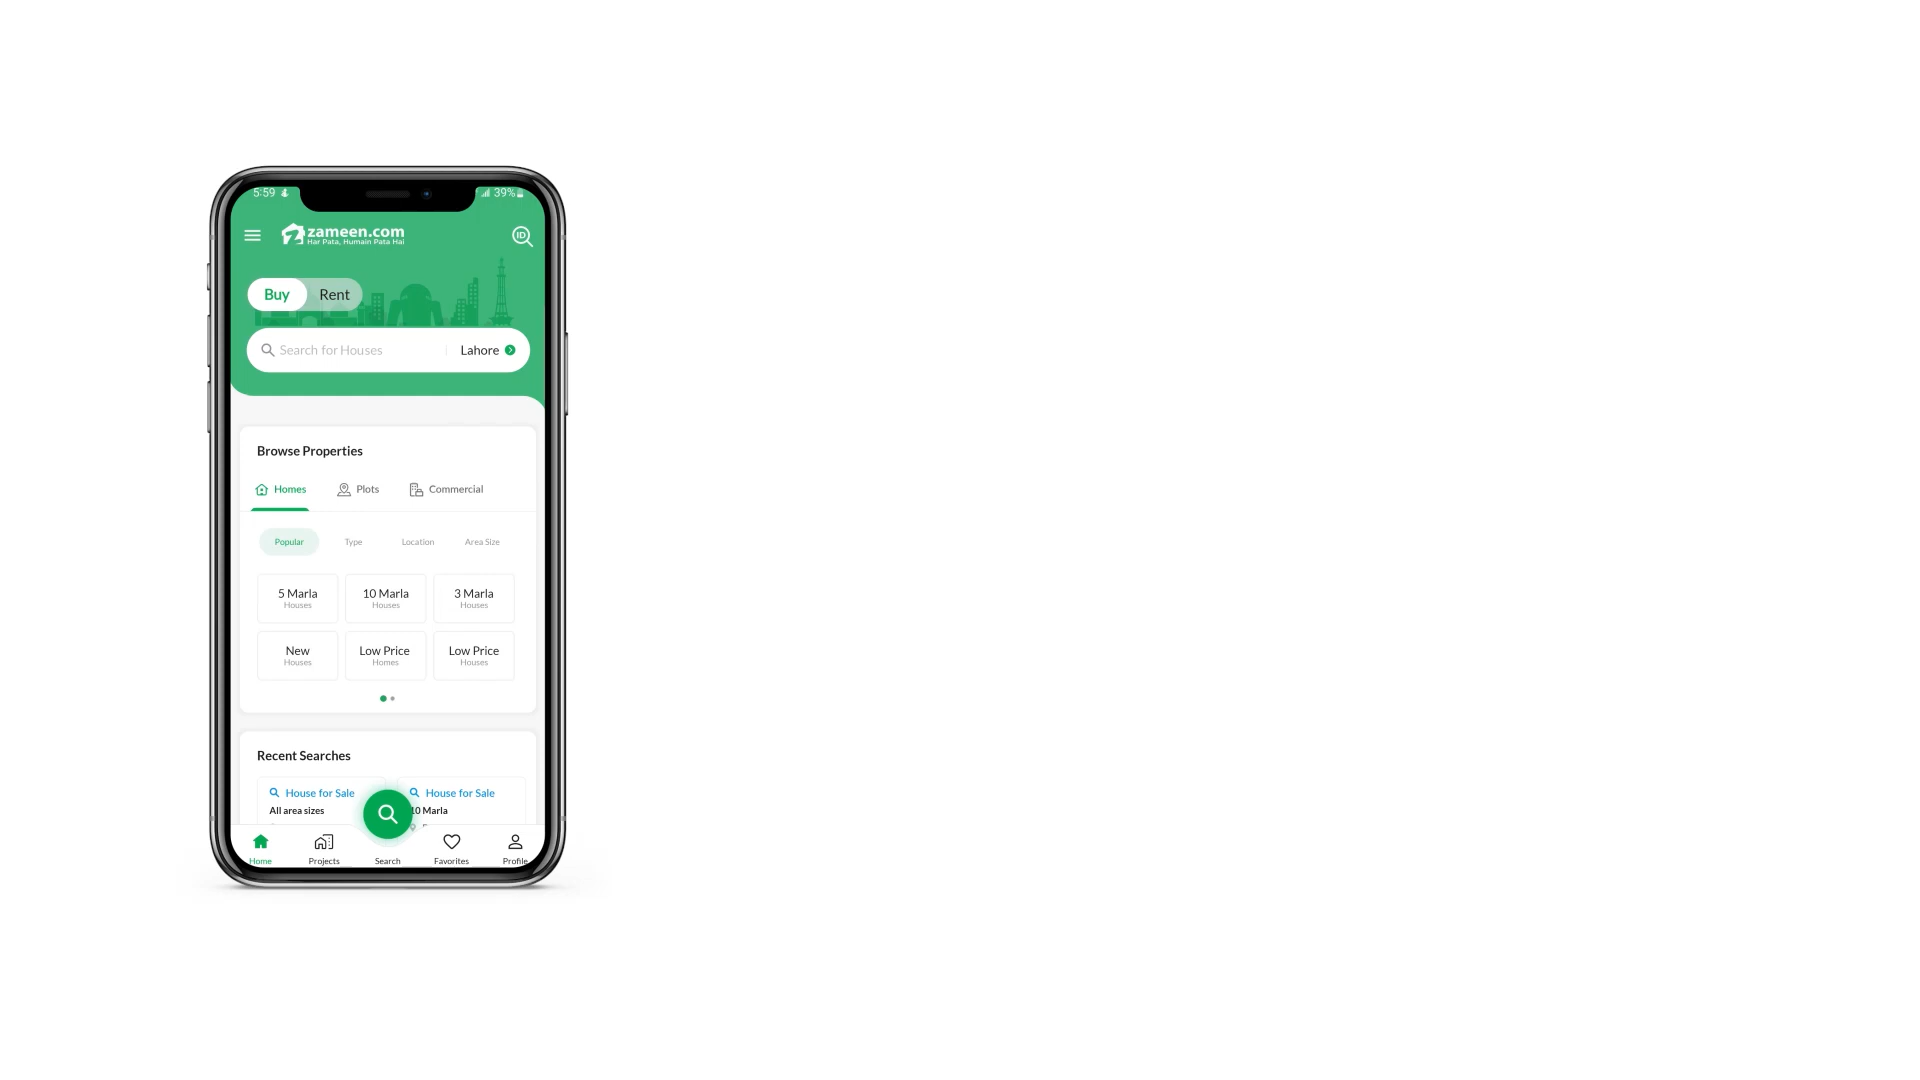 5:59
39%
zameen.com
Har Pata, Humain Pata Hai
ID
Buy Rent
Search for Houses Lahore
Browse Properties
Homes Plots Commercial
Popular Type Location Area Size
5 Marla 10 Marla 3 Marla
Houses Houses Houses
New Low Price Low Price
Houses Homes Houses
Recent Searches
House for Sale House for Sale
All area sizes 10 Marla
Home Projects Search Favorites Profile